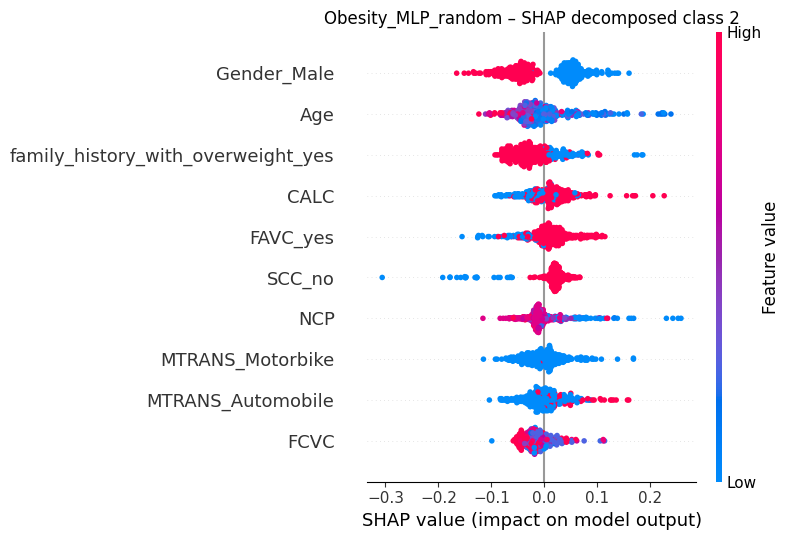 Obesity_MLP_random – SHAP decomposed class 2
High
Gender_Male
Age
family_history_with_overweight_yes
CALC
FAVC_yes
SCC_no
NCP
MTRANS_Motorbike
MTRANS_Automobile
FCVC
Feature value
Low
−0.3 −0.2 −0.1 0.0 0.1 0.2
SHAP value (impact on model output)